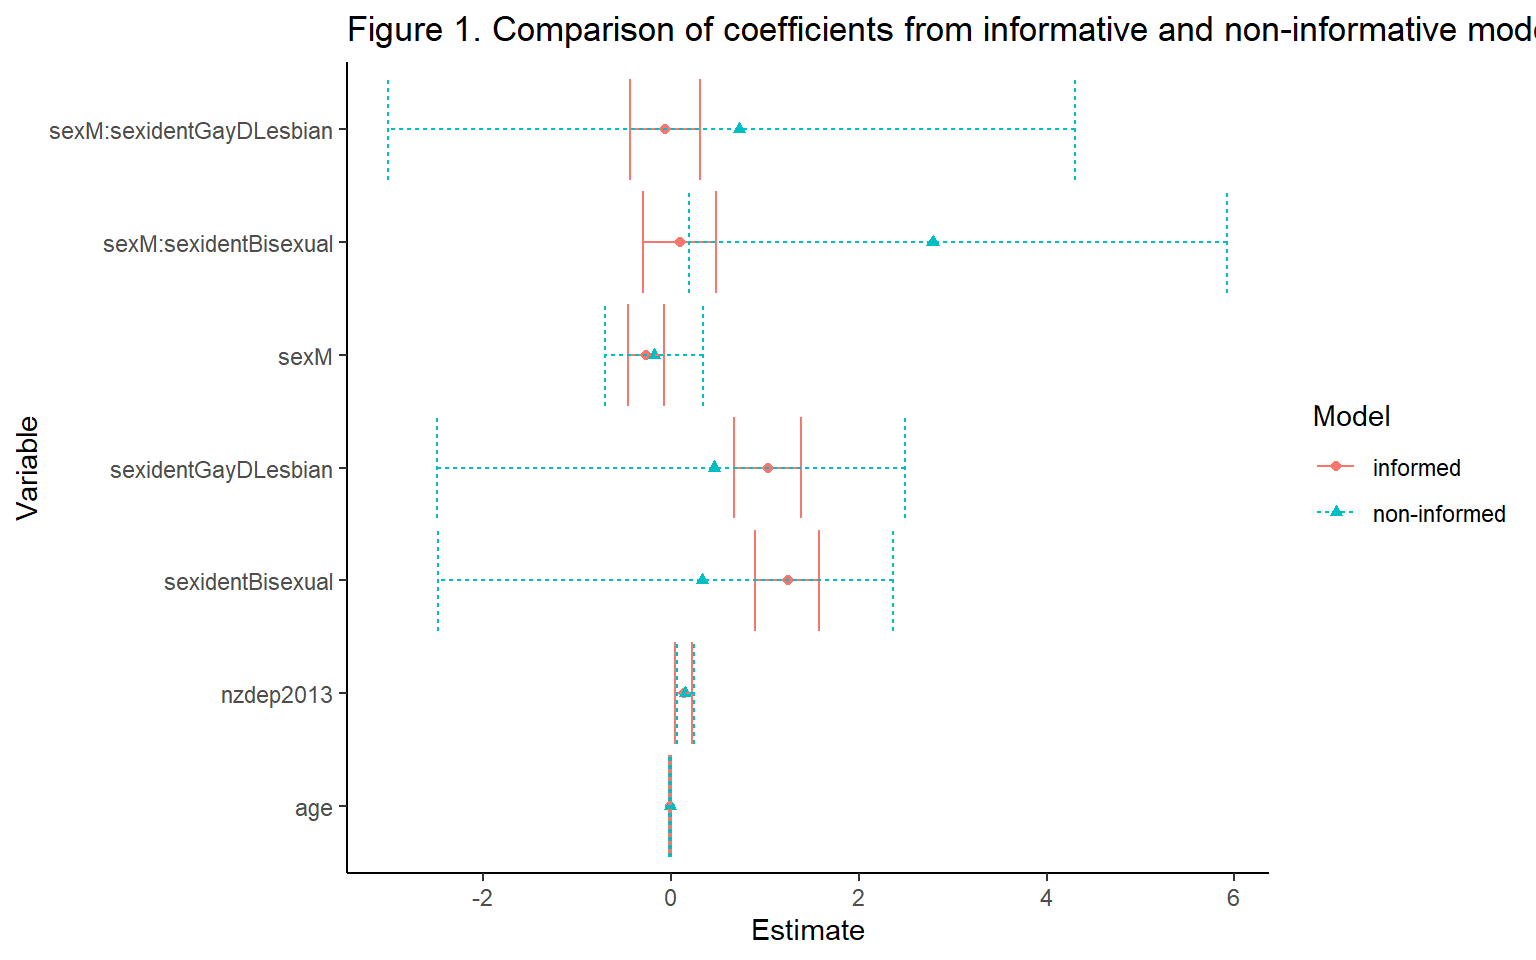 Figure 1. Comparison of coefficients from informative and non-informative
sexM:sexidentGayDLesbian
sexM:sexidentBisexual
sexM
sexidentGayDLesbian
sexidentBisexual
nzdep2013
age
Variable
-2 0 2 4 6
Estimate
Model
informed
non-informed